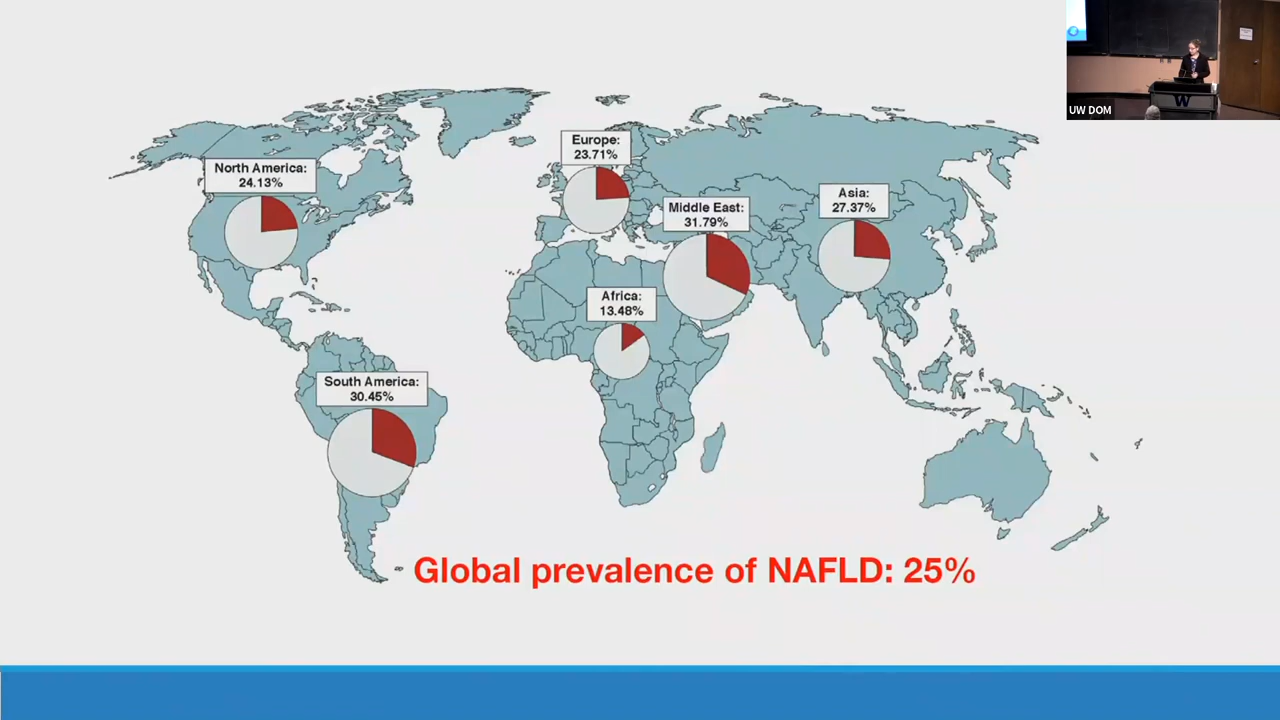 UW DOM
W
North America:
24.13%
Europe:
23.71%
Middle East:
31.79%
Asia:
27.37%
Africa:
13.48%
South America:
30.45%
Global prevalence of NAFLD: 25%